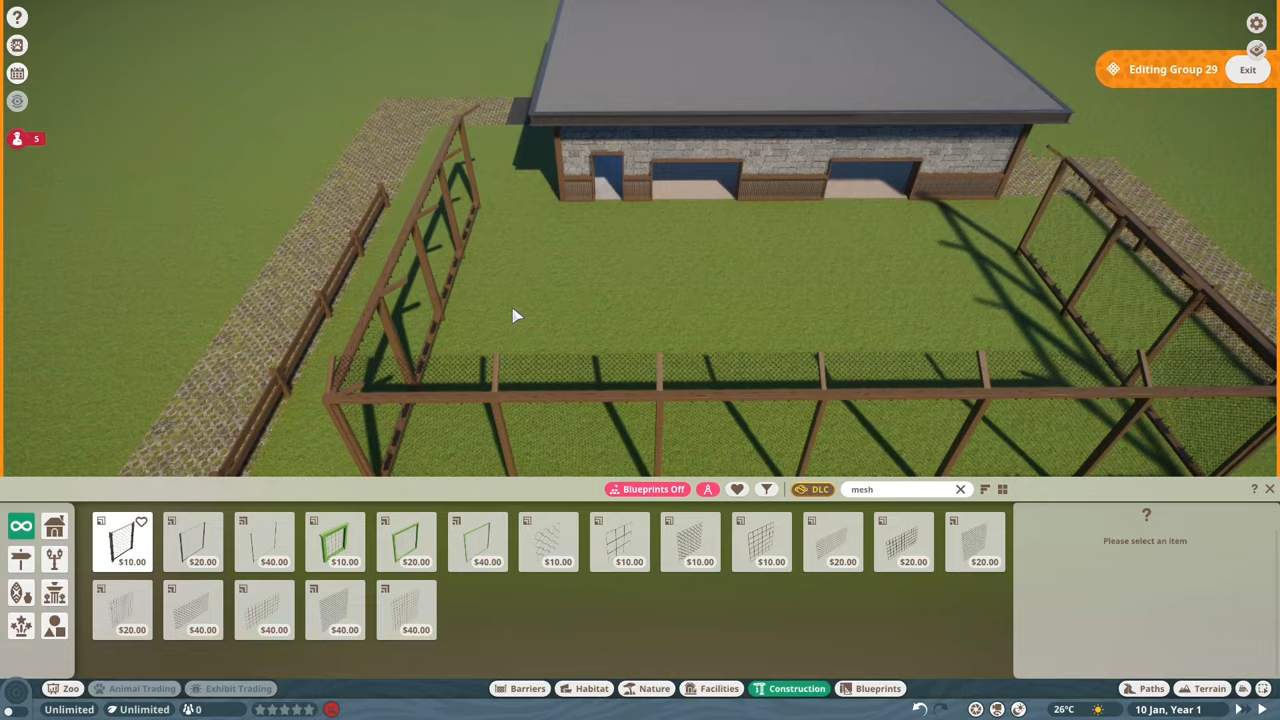 ?
Editing Group 29
Exit
5
Blueprints Off
DLC
mesh
?
?
Please select an item
$10.00 $20.00 $40.00 $10.00 $20.00 $40.00 $10.00 $10.00 $10.00 $10.00 $20.00 $20.00 $20.00
$20.00 $40.00 $40.00 $40.00 $40.00
Zoo Animal Trading Exhibit Trading Barriers Habitat Nature Facilities Construction Blueprints Paths Terrain
Unlimited Unlimited 0 26°C 10 Jan, Year 1